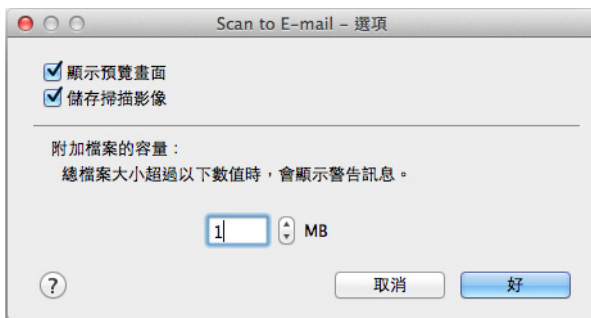 Scan to E-mail – 選項
顯示預覽畫面
儲存掃描影像
附加檔案的容量：
總檔案大小超過以下數值時，會顯示警告訊息。
1 MB
? 取消 好